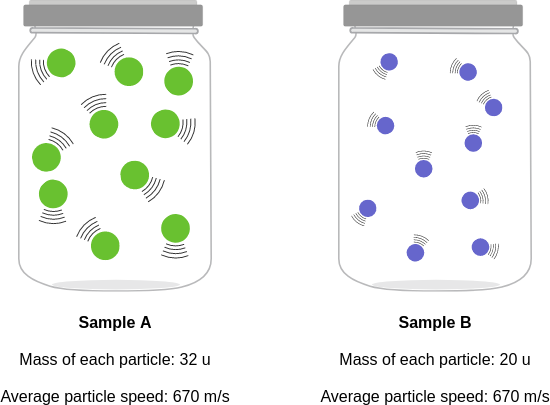 Sample A
Mass of each particle: 32 u
Average particle speed: 670 m/s
Sample B
Mass of each particle: 20 u
Average particle speed: 670 m/s